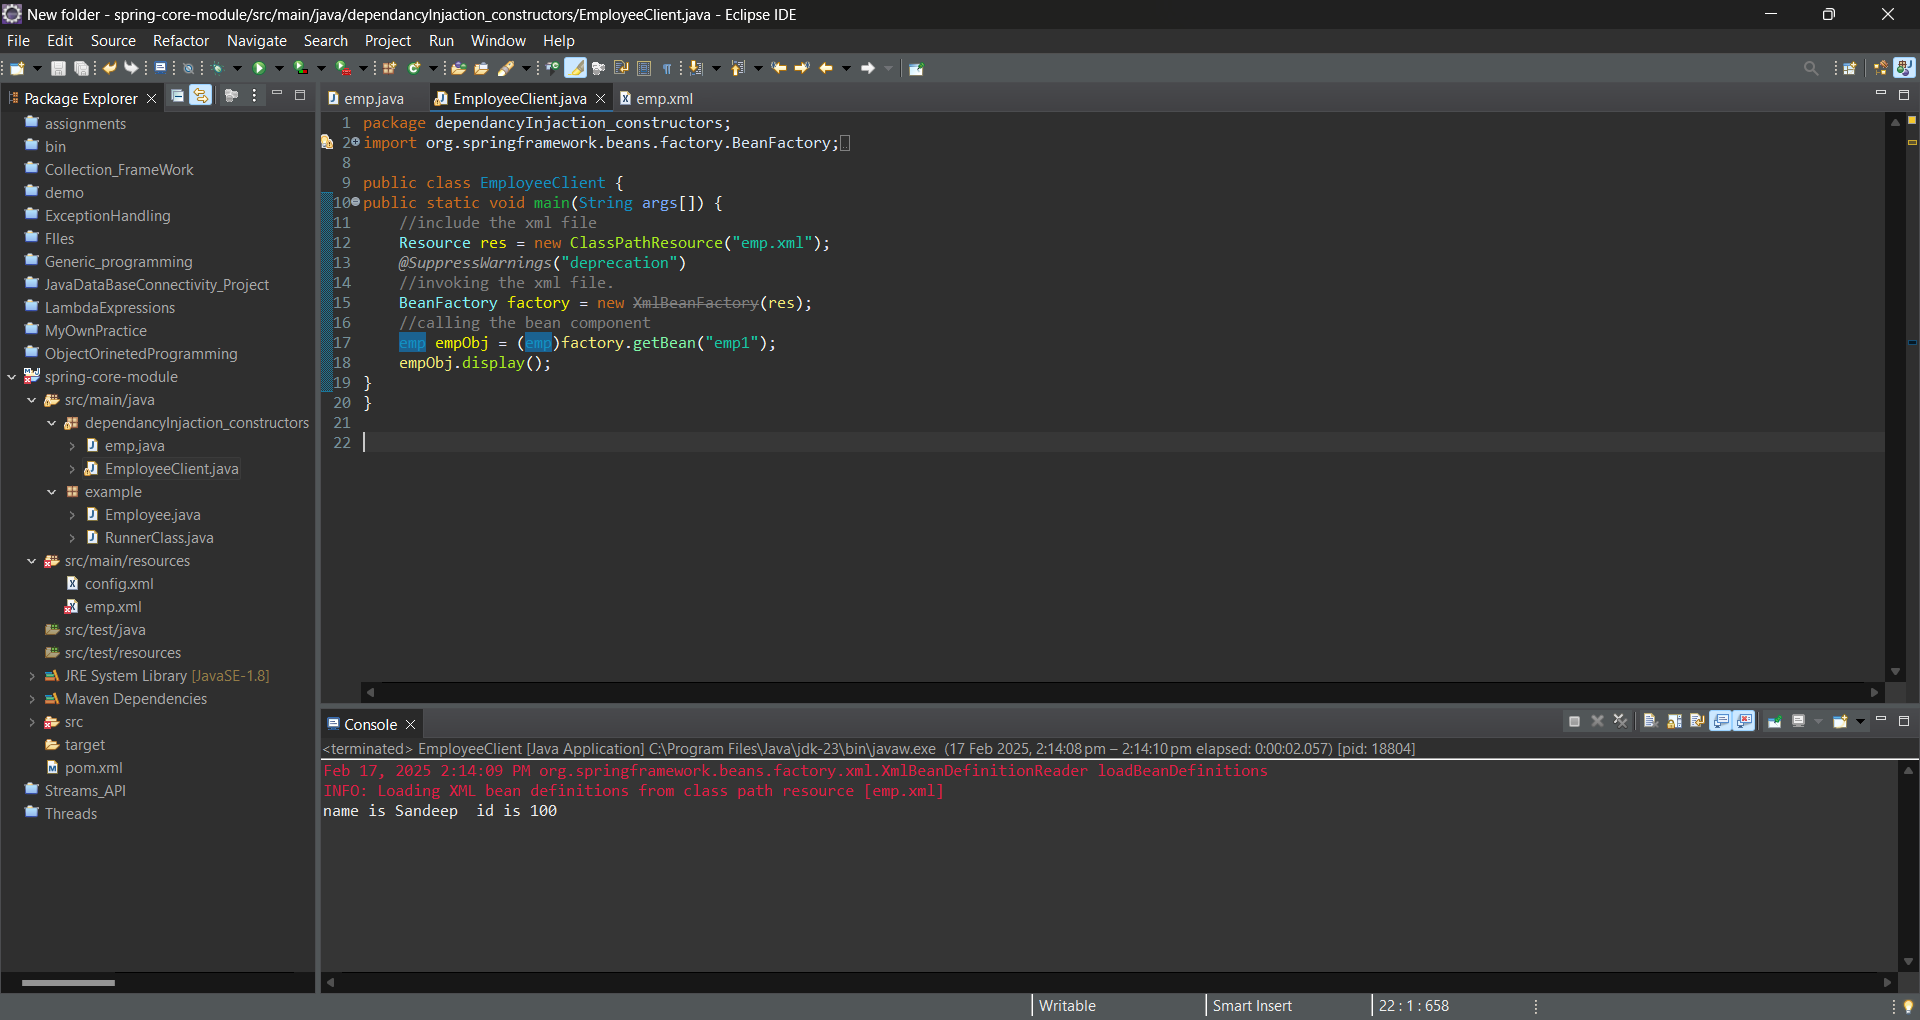 New folder - spring-core-module/src/main/java/dependancyInjaction_constructors/EmployeeClient.java - Eclipse IDE
File Edit Source Refactor Navigate Search Project Run Window Help
Package Explorer
assignments
bin
Collection_FrameWork
demo
ExceptionHandling
FIles
Generic_programming
JavaDataBaseConnectivity_Project
LambdaExpressions
MyOwnPractice
ObjectOrinetedProgramming
spring-core-module
src/main/java
dependancyInjaction_constructors
emp.java
EmployeeClient.java
example
Employee.java
RunnerClass.java
src/main/resources
config.xml
emp.xml
src/test/java
src/test/resources
JRE System Library [JavaSE-1.8]
Maven Dependencies
src
target
pom.xml
Streams_API
Threads
emp.java EmployeeClient.java emp.xml
1 package dependancyInjaction_constructors;
2 import org.springframework.beans.factory.BeanFactory;
8
9 public class EmployeeClient {
10 public static void main(String args[]) {
11 //include the xml file
12 Resource res = new ClassPathResource("emp.xml");
13 @SuppressWarnings("deprecation")
14 //invoking the xml file.
15 BeanFactory factory = new XmlBeanFactory(res);
16 //calling the bean component
17 emp empObj = (emp)factory.getBean("emp1");
18 empObj.display();
19 }
20 }
21
22
Console
<terminated> EmployeeClient [Java Application] C:\Program Files\Java\jdk-23\bin\javaw.exe (17 Feb 2025, 2:14:08 pm – 2:14:10 pm elapsed: 0:00:02.057) [pid: 18804]
Feb 17, 2025 2:14:09 PM org.springframework.beans.factory.xml.XmlBeanDefinitionReader loadBeanDefinitions
INFO: Loading XML bean definitions from class path resource [emp.xml]
name is Sandeep  id is 100
Writable Smart Insert 22 : 1 : 658